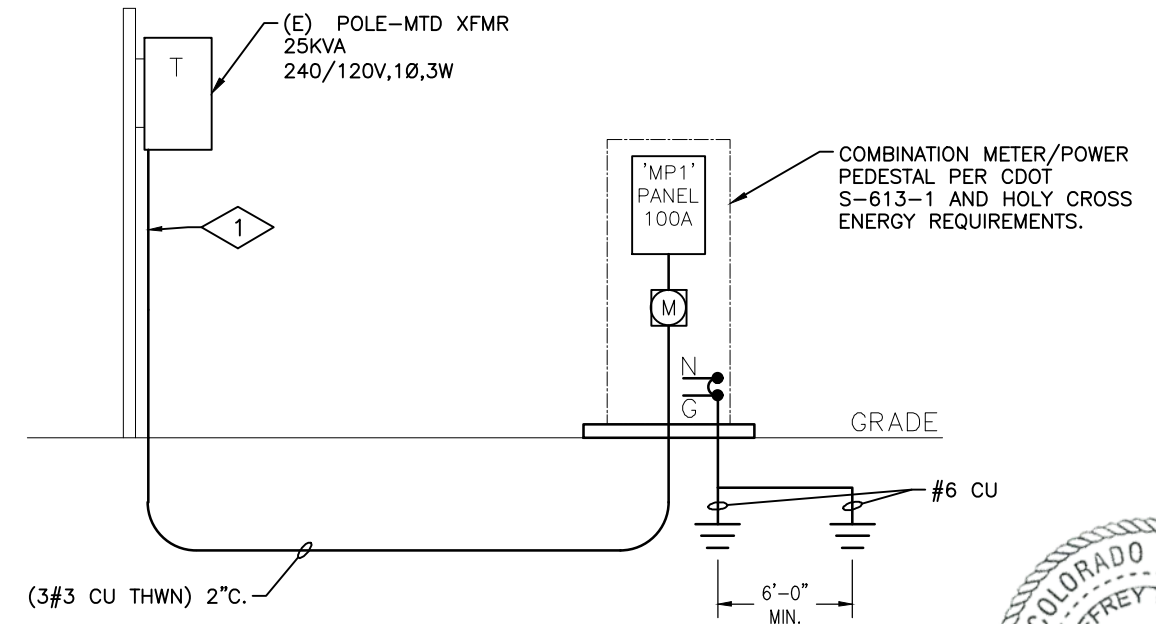 (E) POLE-MTD XFMR
25KVA
240/120V,1Ø,3W
T
COMBINATION METER/POWER
PEDESTAL PER CDOT
S-613-1 AND HOLY CROSS
ENERGY REQUIREMENTS.
'MP1'
PANEL
100A
1
M
N
G
GRADE
#6 CU
(3#3 CU THWN) 2"C.
6'-0"
MIN.
COLORADO